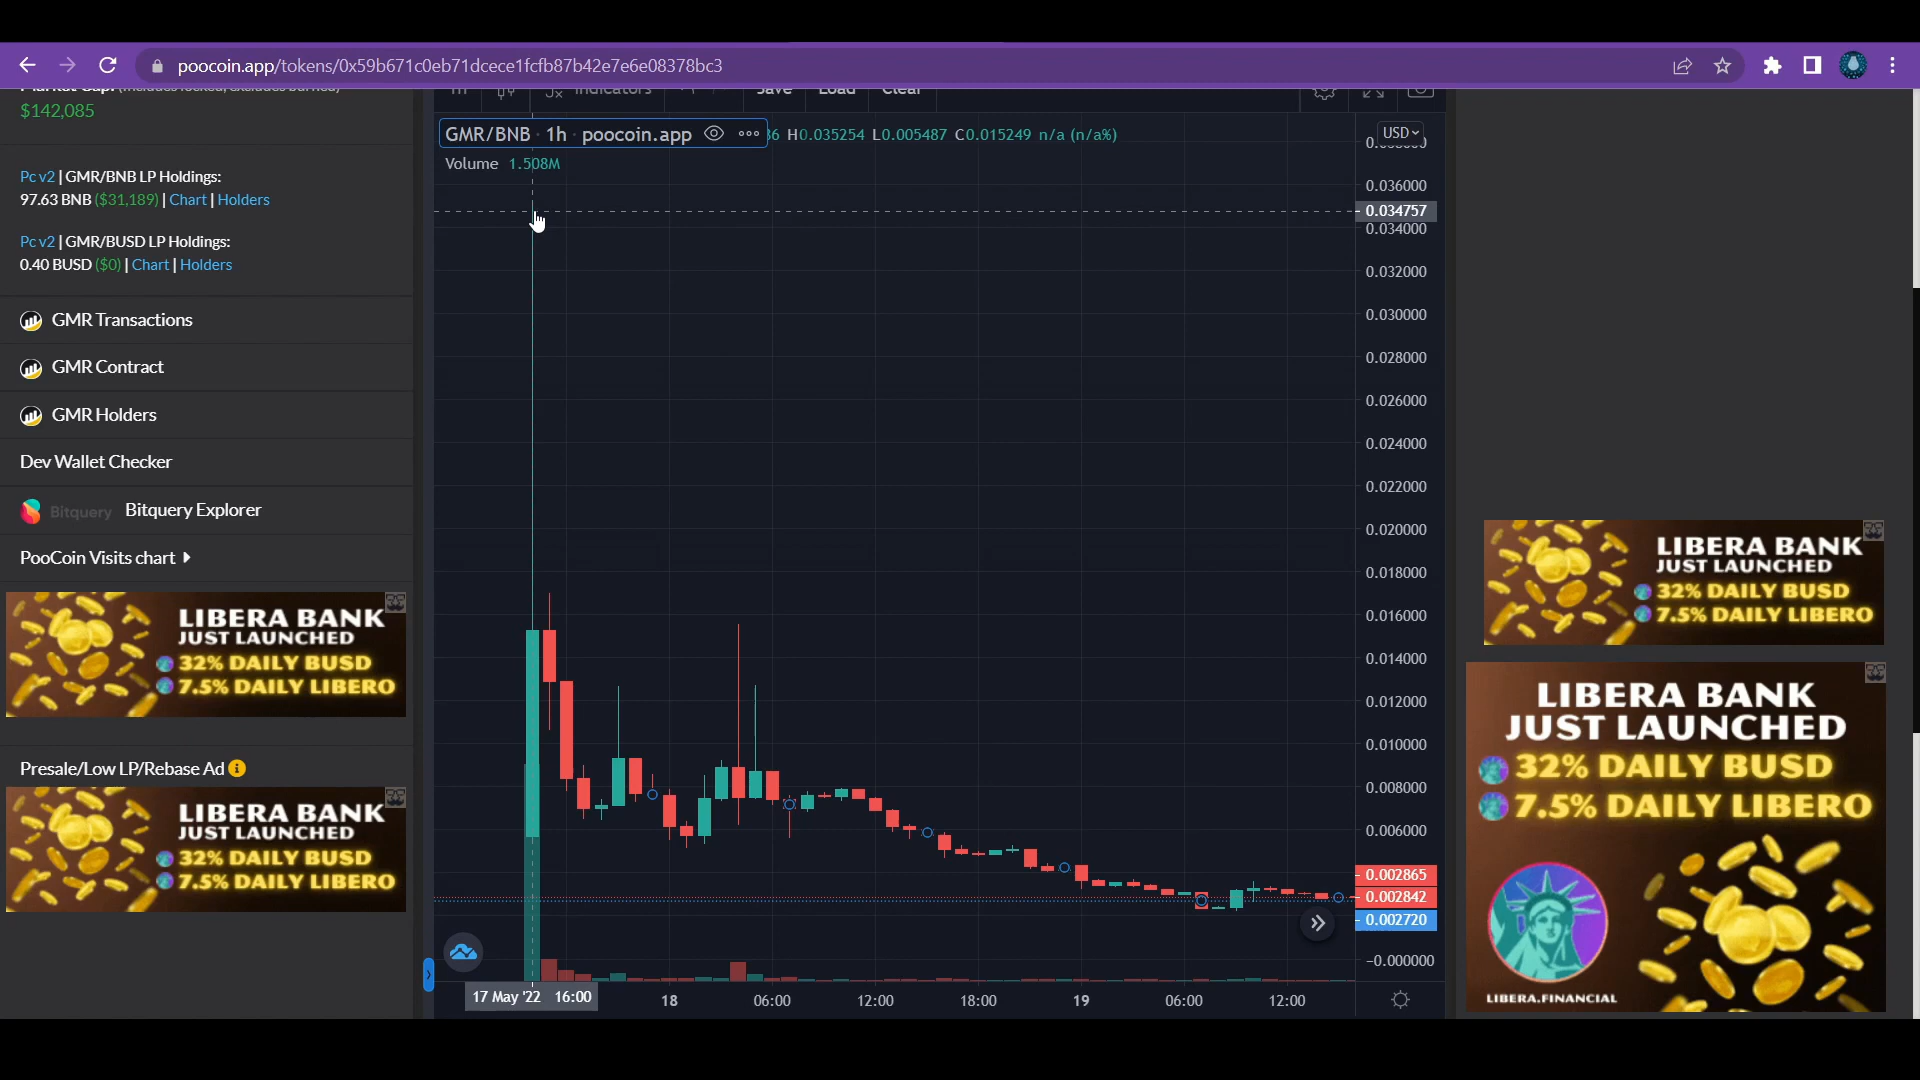 poocoin.app/tokens/0x59b671c0eb71dcece1fcfb87b42e7e6e08378bc3
Market Cap: (includes locked, excludes burned)
$142,085
Pc v2 | GMR/BNB LP Holdings:
97.63 BNB ($31,189) | Chart | Holders
Pc v2 | GMR/BUSD LP Holdings:
0.40 BUSD ($0) | Chart | Holders
GMR Transactions
GMR Contract
GMR Holders
Dev Wallet Checker
Bitquery Bitquery Explorer
PooCoin Visits chart
LIBERA BANK
JUST LAUNCHED
32% DAILY BUSD
7.5% DAILY LIBERO
Presale/Low LP/Rebase Ad
LIBERA BANK
JUST LAUNCHED
32% DAILY BUSD
7.5% DAILY LIBERO
1h Indicators Save Load Clear
GMR/BNB · 1h · poocoin.app 36 H0.035254 L0.005487 C0.015249 n/a (n/a%)
Volume 1.508M
USD
0.036000
0.034757
0.034000
0.032000
0.030000
0.028000
0.026000
0.024000
0.022000
0.020000
0.018000
0.016000
0.014000
0.012000
0.010000
0.008000
0.006000
0.002865
0.002842
0.002720
-0.000000
17 May '22 16:00 18 06:00 12:00 18:00 19 06:00 12:00
LIBERA BANK
JUST LAUNCHED
32% DAILY BUSD
7.5% DAILY LIBERO
LIBERA BANK
JUST LAUNCHED
32% DAILY BUSD
7.5% DAILY LIBERO
LIBERA.FINANCIAL